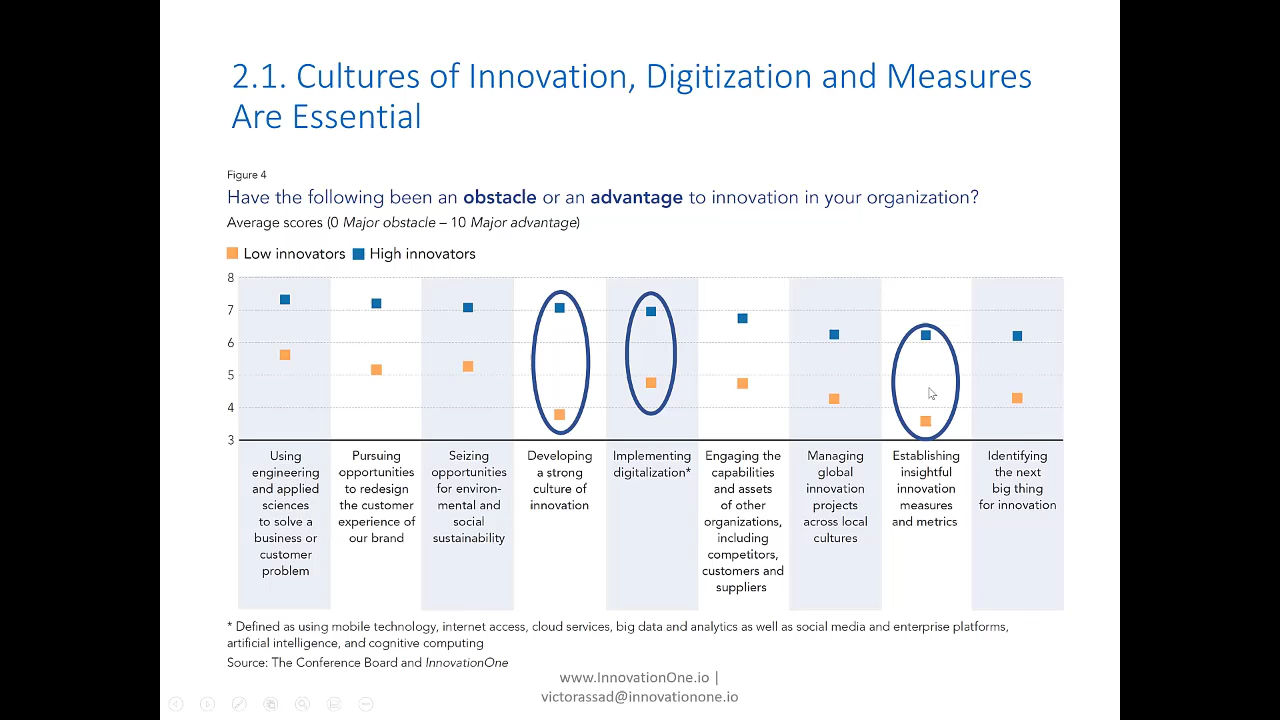 2.1. Cultures of Innovation, Digitization and Measures
Are Essential
Figure 4
Have the following been an obstacle or an advantage to innovation in your organization?
Average scores (0 Major obstacle – 10 Major advantage)
Low innovators High innovators
8
7
6
5
4
3
Using
engineering
and applied
sciences
to solve a
business or
customer
problem
Pursuing
opportunities
to redesign
the customer
experience of
our brand
Seizing
opportunities
for environ-
mental and
social
sustainability
Developing
a strong
culture of
innovation
Implementing
digitalization*
Engaging the
capabilities
and assets
of other
organizations,
including
competitors,
customers and
suppliers
Managing
global
innovation
projects
across local
cultures
Establishing
insightful
innovation
measures
and metrics
Identifying
the next
big thing
for innovation
* Defined as using mobile technology, internet access, cloud services, big data and analytics as well as social media and enterprise platforms,
artificial intelligence, and cognitive computing
Source: The Conference Board and InnovationOne
www.InnovationOne.io |
victorassad@innovationone.io